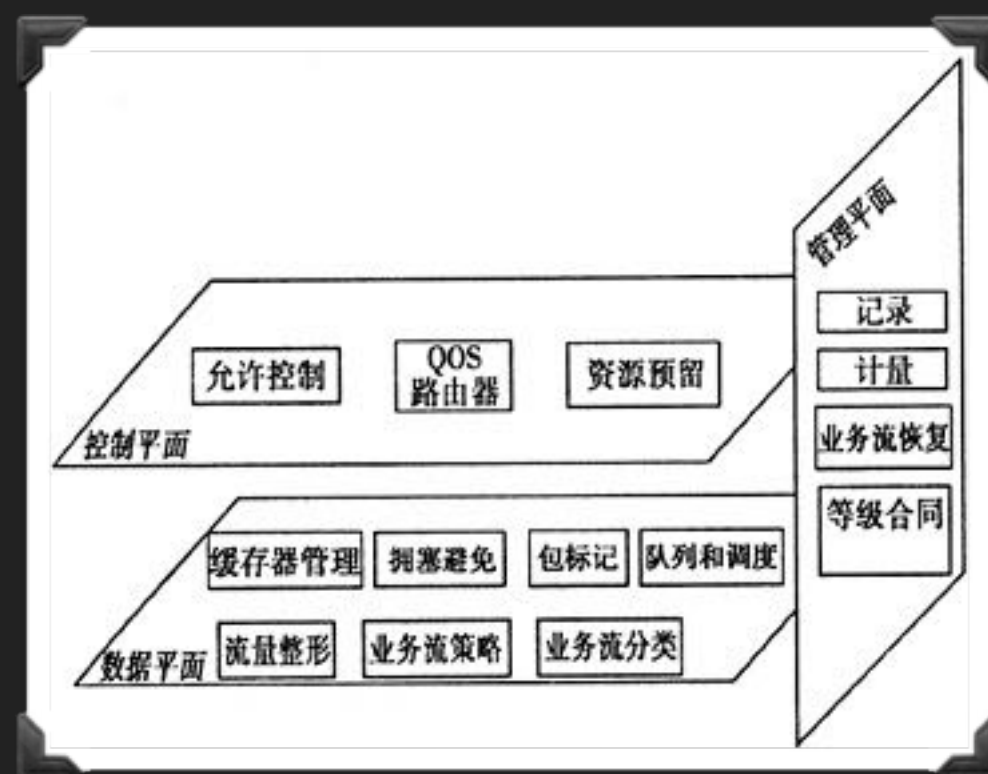 管理平面
记录
计量
业务流恢复
等级合同
允许控制
QOS
路由器
资源预留
控制平面
缓存器管理
拥塞避免
包标记
队列和调度
流量整形
业务流策略
业务流分类
数据平面